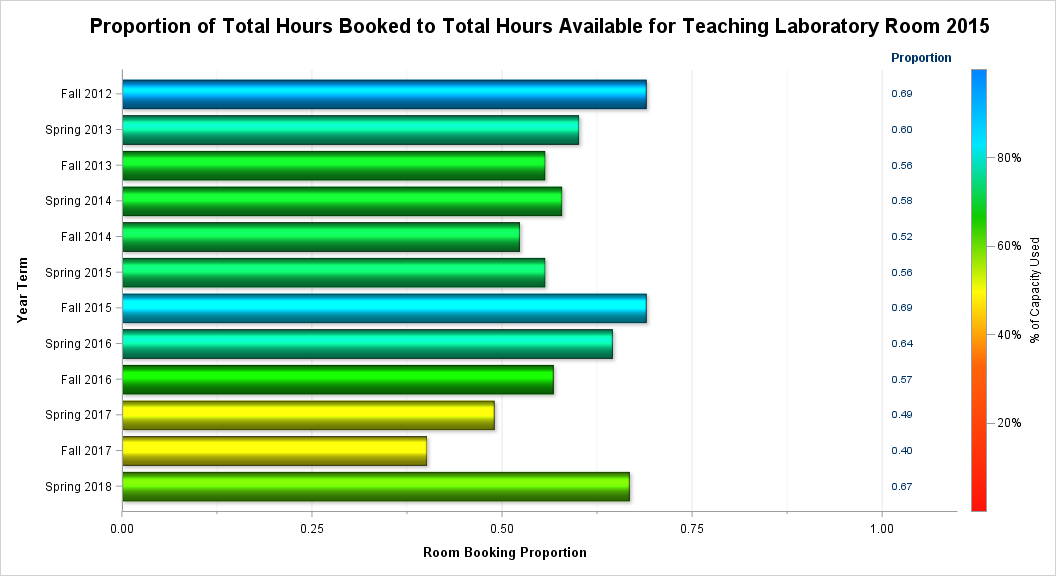 Proportion of Total Hours Booked to Total Hours Available for Teaching Laboratory Room 2015
Proportion
Fall 2012 0.69
Spring 2013 0.60
Fall 2013 0.56
Spring 2014 0.58
Fall 2014 0.52
Spring 2015 0.56
Fall 2015 0.69
Spring 2016 0.64
Fall 2016 0.57
Spring 2017 0.49
Fall 2017 0.40
Spring 2018 0.67
Year Term
0.00 0.25 0.50 0.75 1.00
Room Booking Proportion
80%
60%
40%
20%
% of Capacity Used